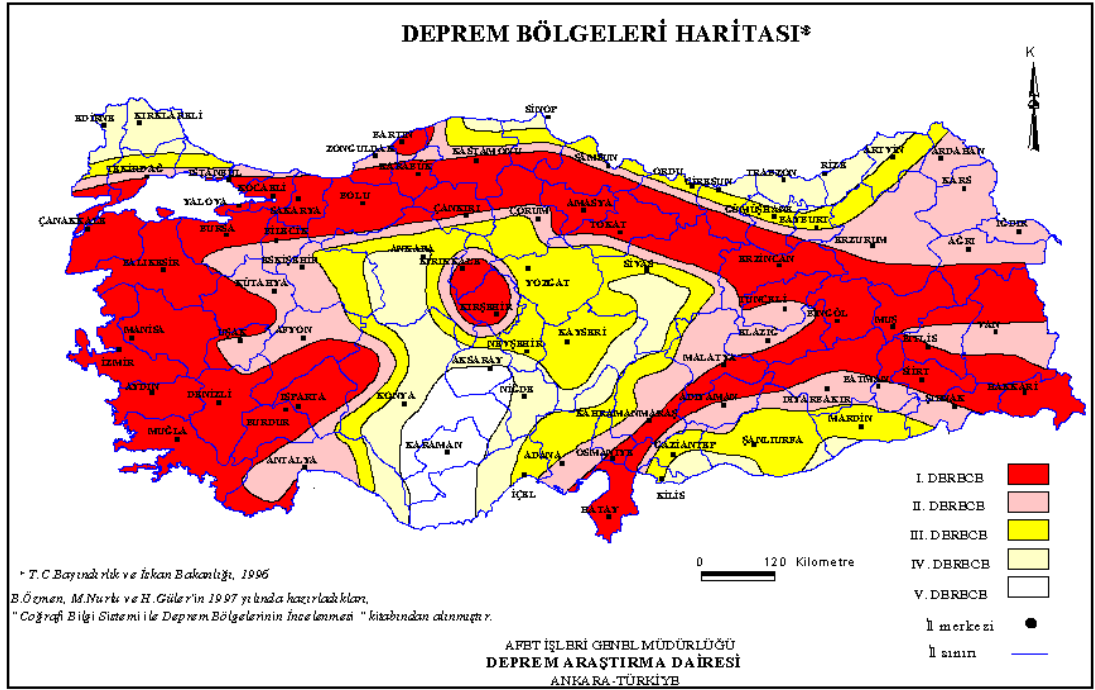 DEPREM BÖLGELERİ HARİTASI*
K
EDİRNE
KIRKLARELİ
SİNOP
BARTIN
ZONGULDAK
KASTAMONU
SAMSUN
ARTVİN
ARDAHAN
TEKİRDAĞ
İSTANBUL
KARABÜK
ORDU
GİRESUN
TRABZON
RİZE
KARS
KOCAELİ
YALOVA
SAKARYA
BOLU
ÇANKIRI
ÇORUM
AMASYA
GÜMÜŞHANE
BAYBURT
ÇANAKKALE
BURSA
BİLECİK
TOKAT
ERZURUM
IĞDIR
AĞRI
BALIKESİR
ESKİŞEHİR
ANKARA
KIRIKKALE
YOZGAT
SİVAS
ERZİNCAN
KÜTAHYA
KIRŞEHİR
TUNCELİ
BİNGÖL
MUŞ
VAN
MANİSA
UŞAK
AFYON
KAYSERİ
ELAZIĞ
BİTLİS
İZMİR
NEVŞEHİR
AKSARAY
MALATYA
SİİRT
BATMAN
HAKKARİ
AYDIN
DENİZLİ
ISPARTA
KONYA
NİĞDE
ADIYAMAN
DİYARBAKIR
ŞIRNAK
BURDUR
KAHRAMANMARAŞ
MARDİN
MUĞLA
KARAMAN
GAZİANTEP
ŞANLIURFA
ANTALYA
ADANA
OSMANİYE
İÇEL
KİLİS
HATAY
I. DERECE
II. DERECE
III. DERECE
IV. DERECE
V. DERECE
İl merkezi
İl sınırı
0 120 Kilometre
* T.C Bayındırlık ve İskan Bakanlığı, 1996
B.Özmen, M.Nurlu ve H.Güler'in 1997 yılında hazırladıkları,
"Coğrafi Bilgi Sistemi ile Deprem Bölgelerinin İncelenmesi" kitabından alınmıştır.
AFET İŞLERİ GENEL MÜDÜRLÜĞÜ
DEPREM ARAŞTIRMA DAİRESİ
ANKARA-TÜRKİYE